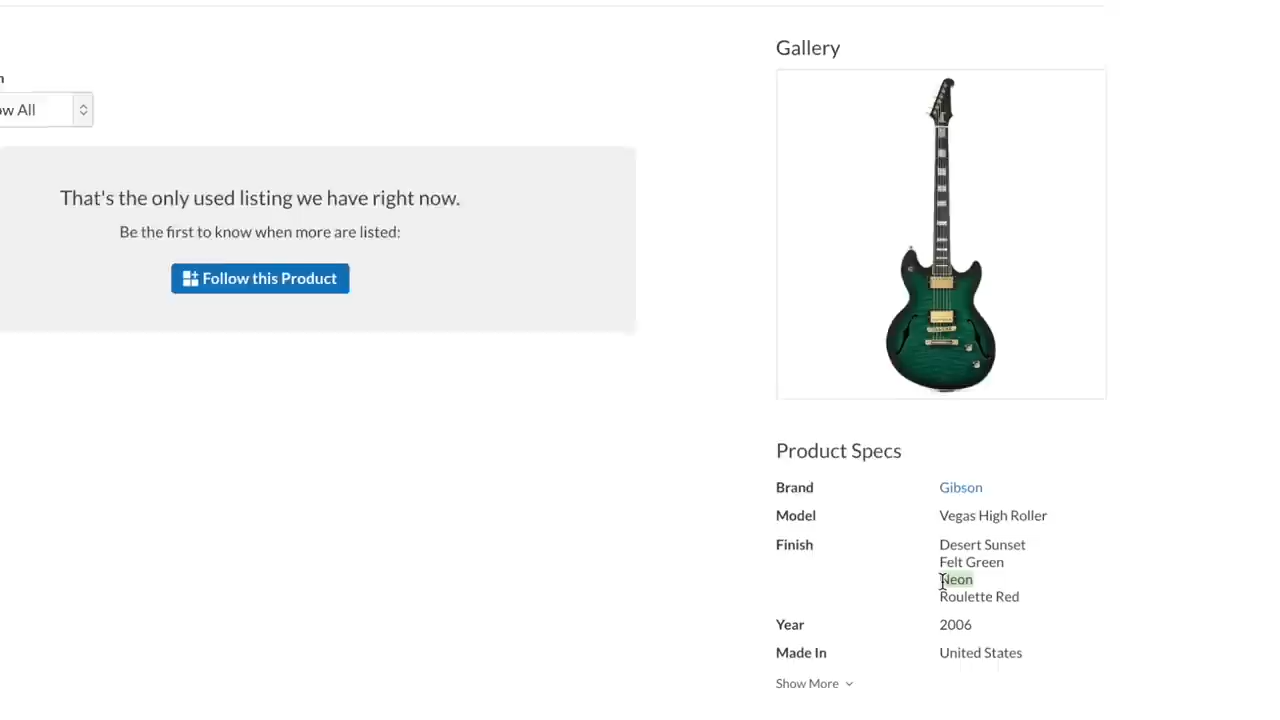 Gallery
ow All
That's the only used listing we have right now.
Be the first to know when more are listed:
Follow this Product
Product Specs
Brand Gibson
Model Vegas High Roller
Finish Desert Sunset
Felt Green
Neon
Roulette Red
Year 2006
Made In United States
Show More